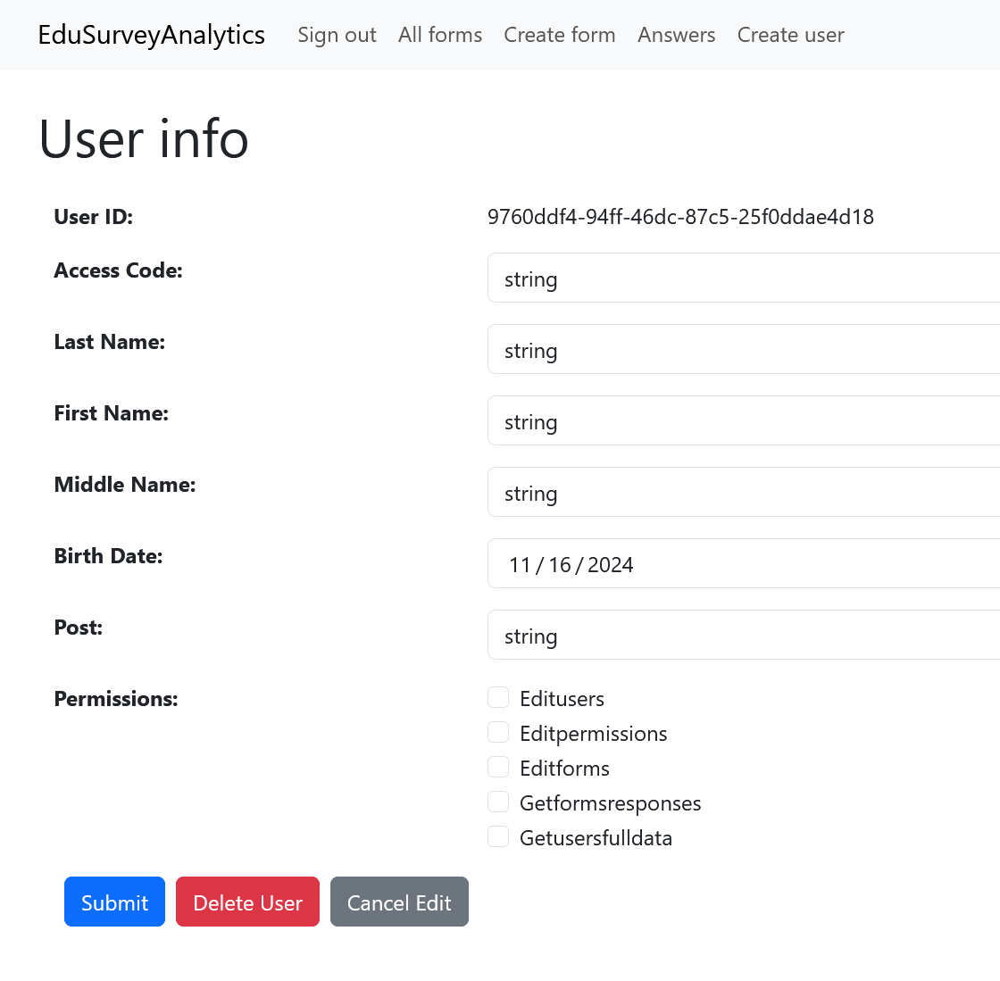 EduSurveyAnalytics Sign out All forms Create form Answers Create user
User info
User ID: 9760ddf4-94ff-46dc-87c5-25f0ddae4d18
Access Code: string
Last Name: string
First Name: string
Middle Name: string
Birth Date: 11 / 16 / 2024
Post: string
Permissions: Editusers
Editpermissions
Editforms
Getformsresponses
Getusersfulldata
Submit Delete User Cancel Edit